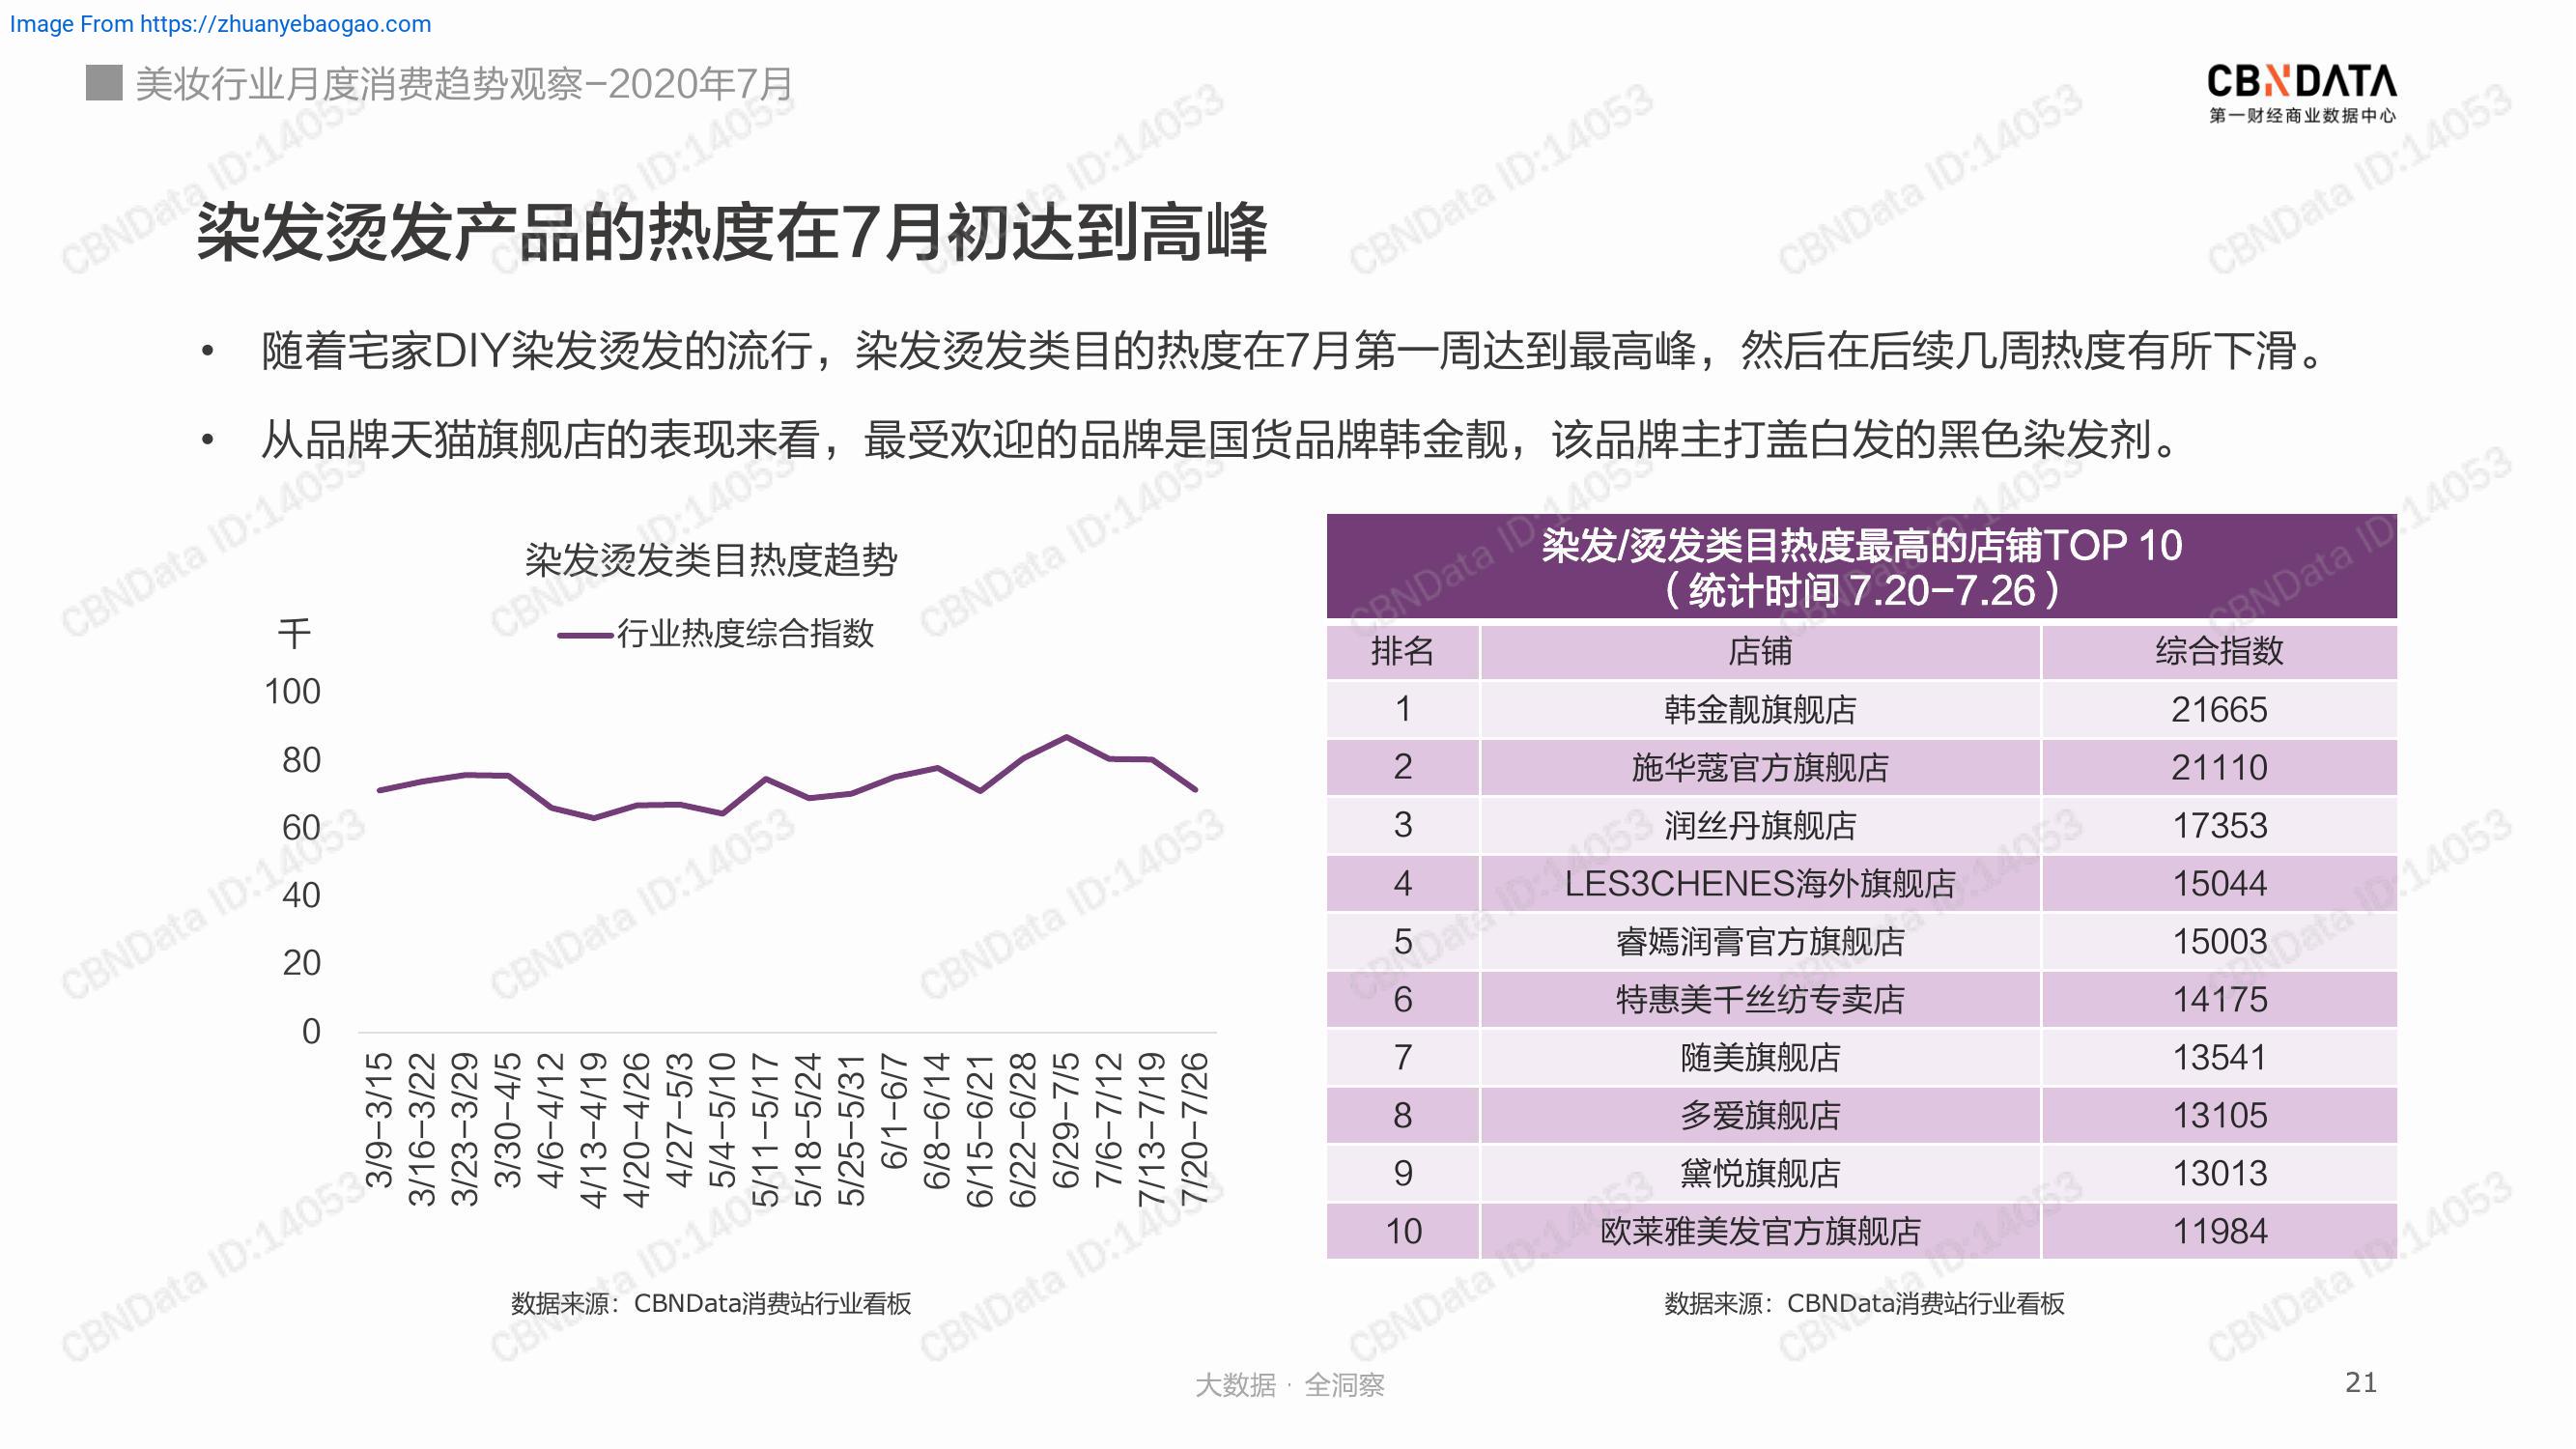 Image From https://zhuanyebaogao.com
美妆行业月度消费趋势观察-2020年7月
CBNDATA
第一财经商业数据中心
染发烫发产品的热度在7月初达到高峰
• 随着宅家DIY染发烫发的流行，染发烫发类目的热度在7月第一周达到最高峰，然后在后续几周热度有所下滑。
• 从品牌天猫旗舰店的表现来看，最受欢迎的品牌是国货品牌韩金靓，该品牌主打盖白发的黑色染发剂。
染发烫发类目热度趋势
千
行业热度综合指数
100
80
60
40
20
0
3/9-3/15
3/16-3/22
3/23-3/29
3/30-4/5
4/6-4/12
4/13-4/19
4/20-4/26
4/27-5/3
5/4-5/10
5/11-5/17
5/18-5/24
5/25-5/31
6/1-6/7
6/8-6/14
6/15-6/21
6/22-6/28
6/29-7/5
7/6-7/12
7/13-7/19
7/20-7/26
数据来源：CBNData消费站行业看板
染发/烫发类目热度最高的店铺TOP 10
（统计时间 7.20-7.26）
排名 店铺 综合指数
1 韩金靓旗舰店 21665
2 施华蔻官方旗舰店 21110
3 润丝丹旗舰店 17353
4 LES3CHENES海外旗舰店 15044
5 睿嫣润膏官方旗舰店 15003
6 特惠美千丝纺专卖店 14175
7 随美旗舰店 13541
8 多爱旗舰店 13105
9 黛悦旗舰店 13013
10 欧莱雅美发官方旗舰店 11984
数据来源：CBNData消费站行业看板
大数据 · 全洞察
21
CBNData ID:14053